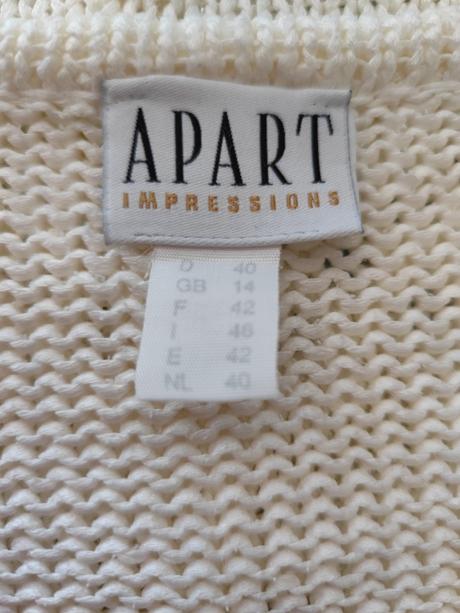 APART
IMPRESSIONS
D 40
GB 14
F 42
I 46
E 42
NL 40